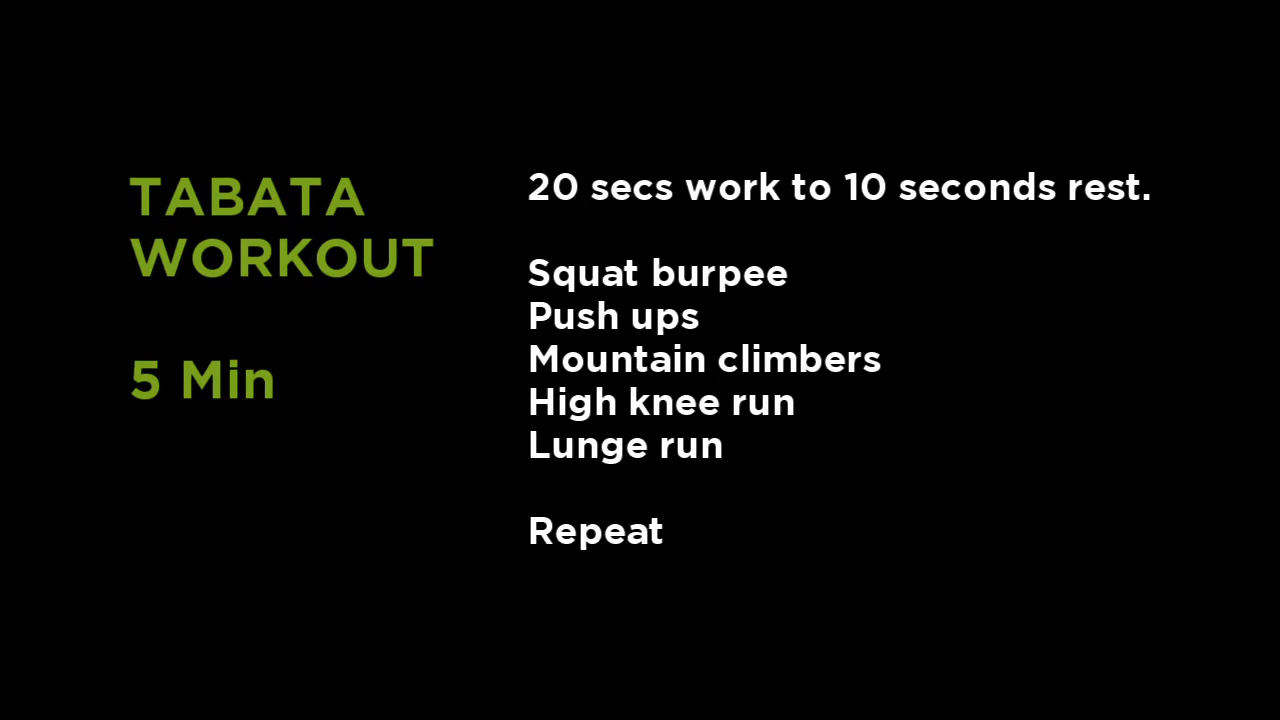 TABATA
WORKOUT
5 Min
20 secs work to 10 seconds rest.
Squat burpee
Push ups
Mountain climbers
High knee run
Lunge run
Repeat